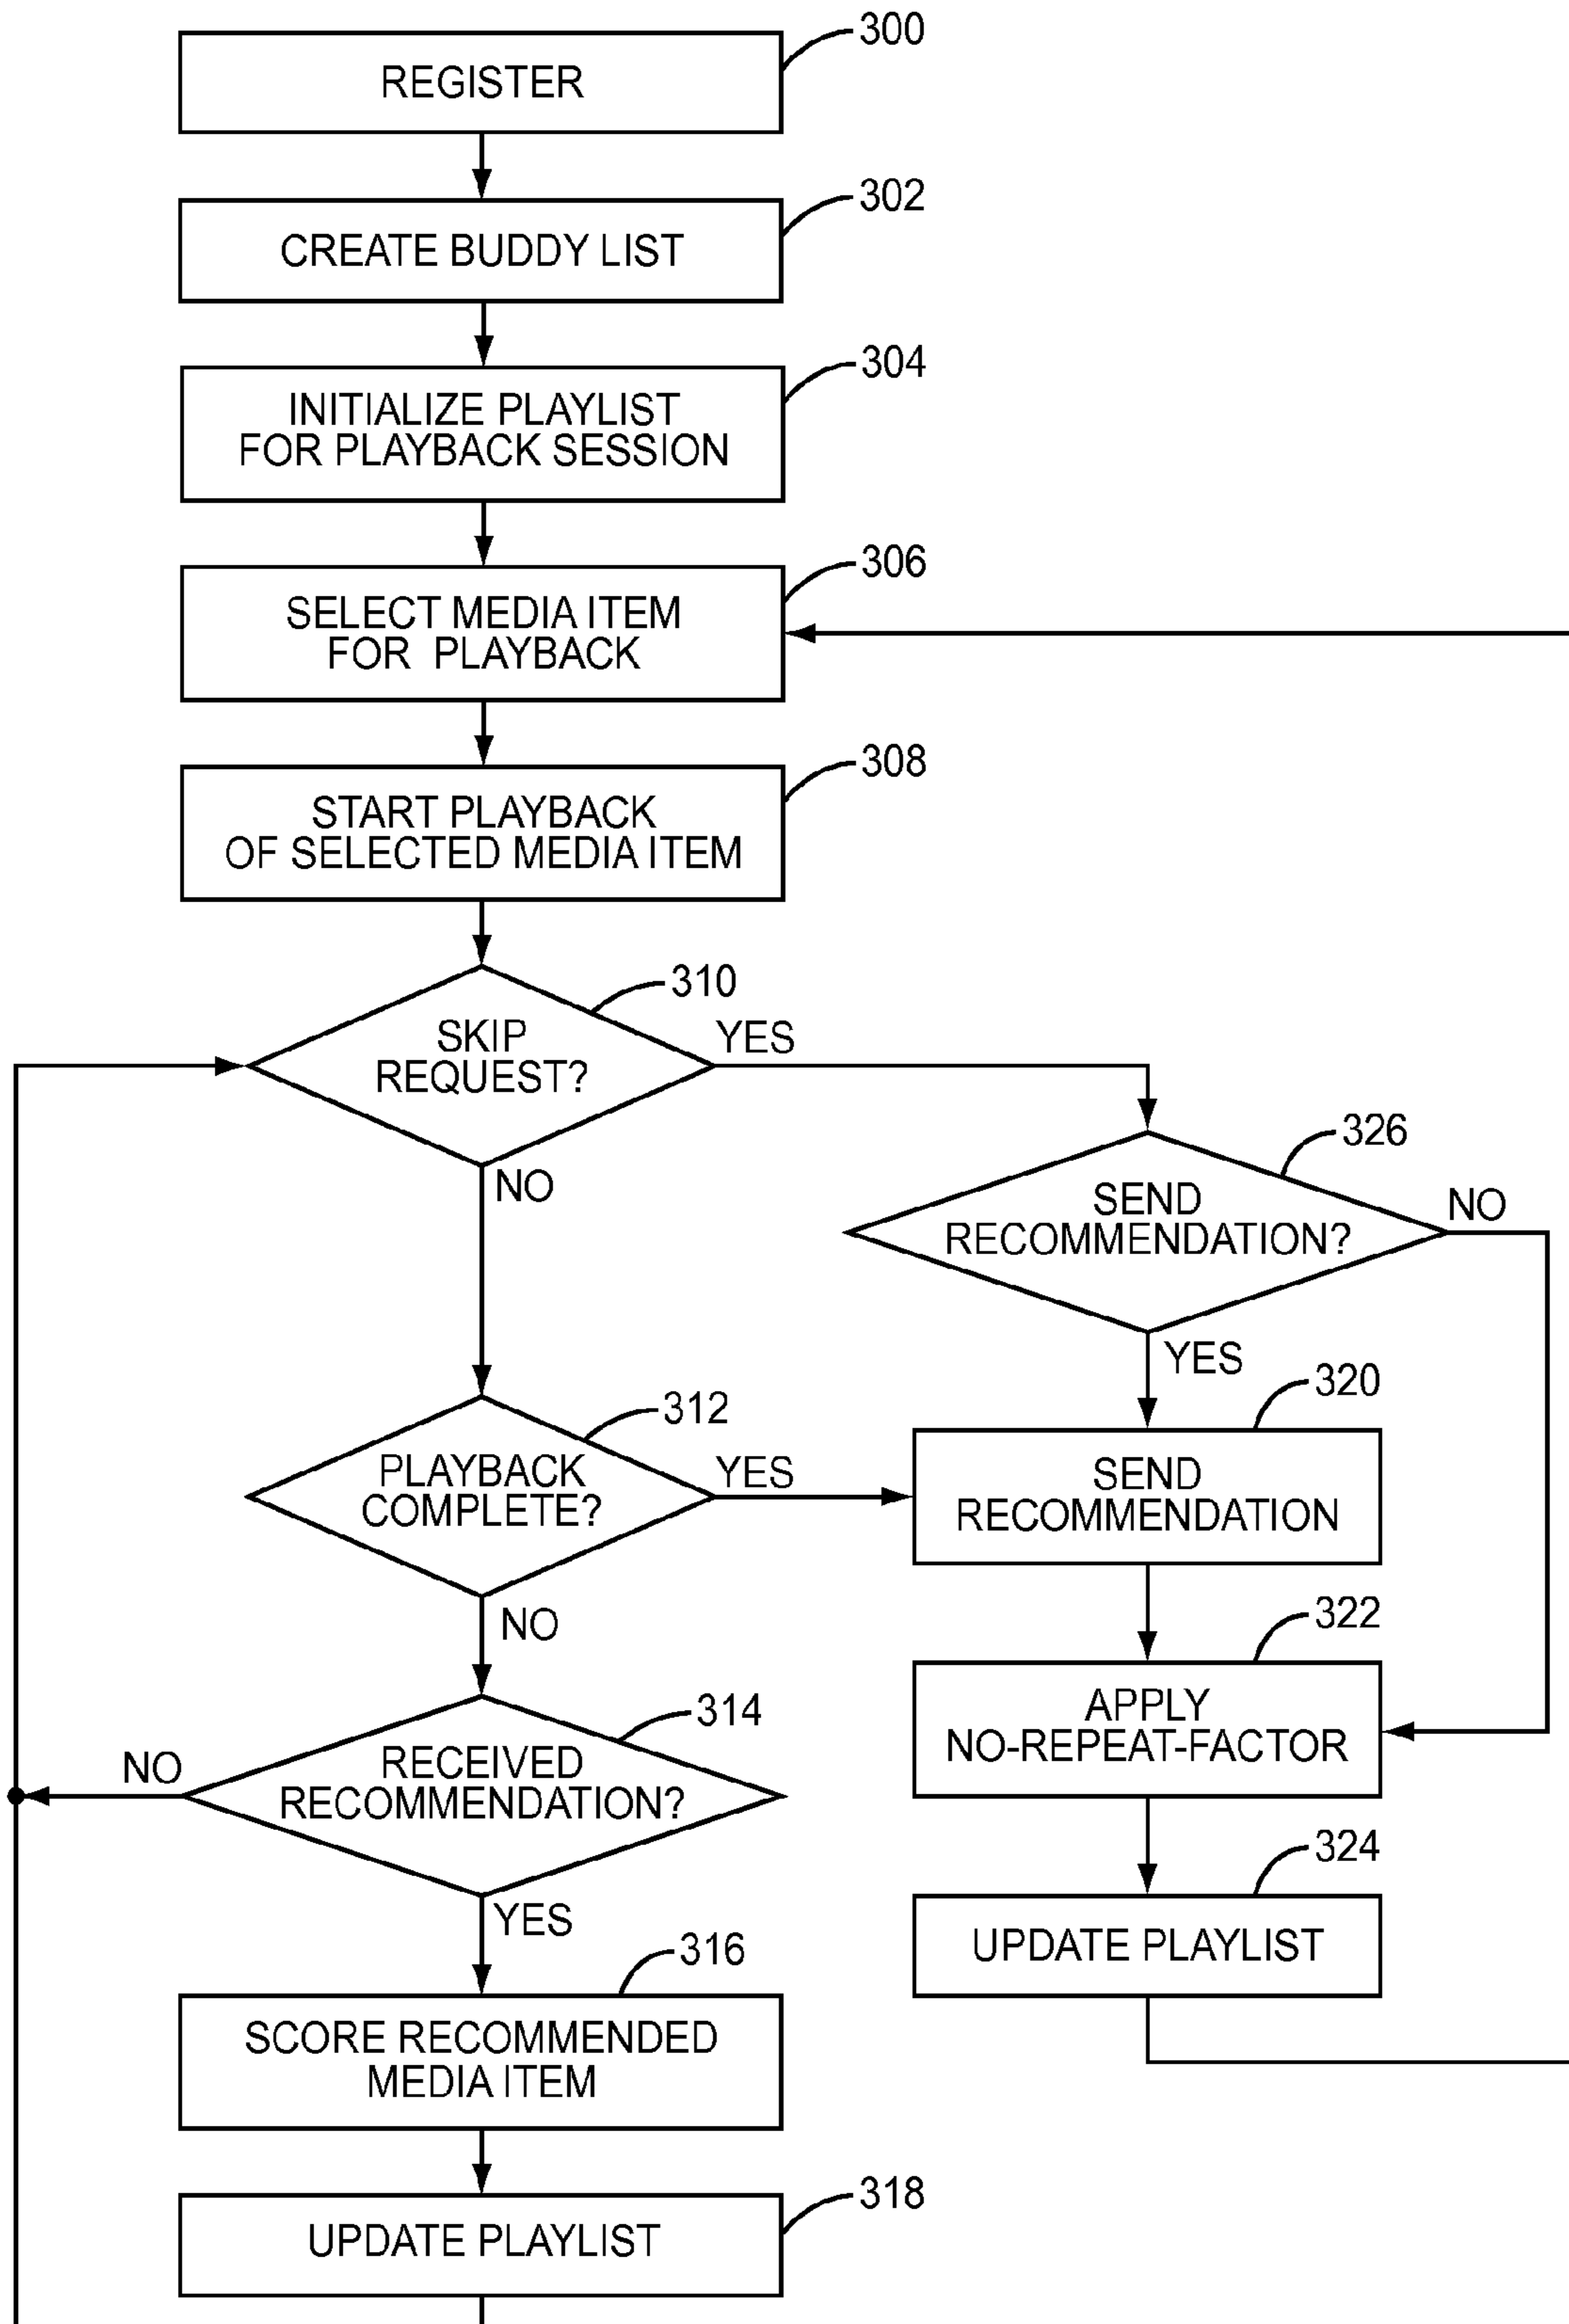 300
REGISTER
302
CREATE BUDDY LIST
304
INITIALIZE PLAYLIST
FOR PLAYBACK SESSION
306
SELECT MEDIA ITEM
FOR PLAYBACK
308
START PLAYBACK
OF SELECTED MEDIA ITEM
310
SKIP
REQUEST?
YES
NO
326
SEND
RECOMMENDATION?
NO
YES
312
PLAYBACK
COMPLETE?
YES
NO
320
SEND
RECOMMENDATION
322
APPLY
NO-REPEAT-FACTOR
314
RECEIVED
RECOMMENDATION?
NO
YES
324
UPDATE PLAYLIST
316
SCORE RECOMMENDED
MEDIA ITEM
318
UPDATE PLAYLIST